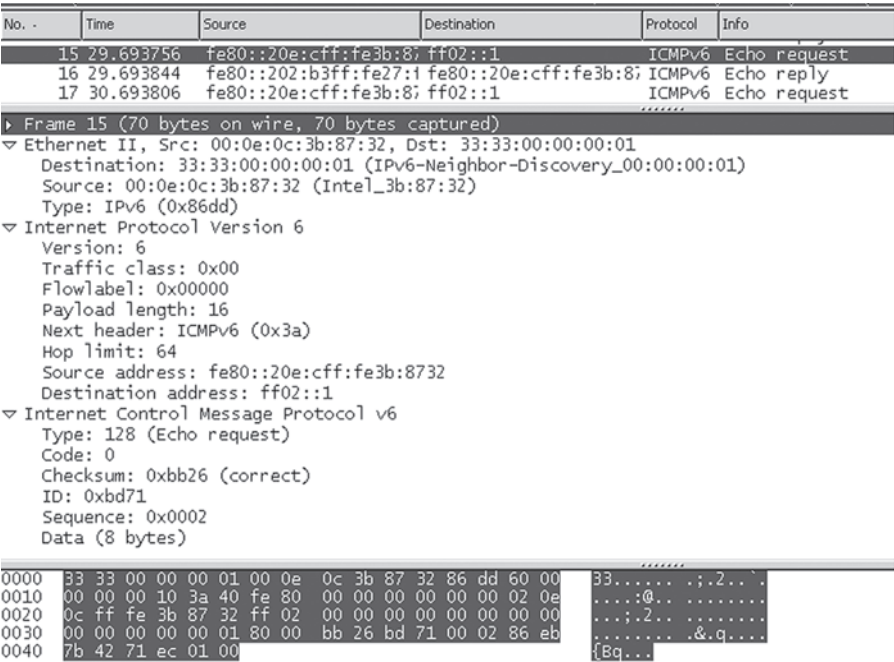 No. - Time Source Destination Protocol Info
15 29.693756 fe80::20e:cff:fe3b:87 ff02::1 ICMPv6 Echo request
16 29.693844 fe80::202:b3ff:fe27:f fe80::20e:cff:fe3b:87 ICMPv6 Echo reply
17 30.693806 fe80::20e:cff:fe3b:87 ff02::1 ICMPv6 Echo request
Frame 15 (70 bytes on wire, 70 bytes captured)
Ethernet II, Src: 00:0e:0c:3b:87:32, Dst: 33:33:00:00:00:01
Destination: 33:33:00:00:00:01 (IPv6-Neighbor-Discovery_00:00:00:01)
Source: 00:0e:0c:3b:87:32 (Intel_3b:87:32)
Type: IPv6 (0x86dd)
Internet Protocol Version 6
Version: 6
Traffic class: 0x00
Flowlabel: 0x00000
Payload length: 16
Next header: ICMPv6 (0x3a)
Hop limit: 64
Source address: fe80::20e:cff:fe3b:8732
Destination address: ff02::1
Internet Control Message Protocol v6
Type: 128 (Echo request)
Code: 0
Checksum: 0xbb26 (correct)
ID: 0xbd71
Sequence: 0x0002
Data (8 bytes)
0000 33 33 00 00 00 01 00 0e 0c 3b 87 32 86 dd 60 00 33...... .;.2..`.
0010 00 00 00 10 3a 40 fe 80 00 00 00 00 00 00 02 0e ....:@.. ........
0020 0c ff fe 3b 87 32 ff 02 00 00 00 00 00 00 00 00 ...;.2.. ........
0030 00 00 00 00 00 01 80 00 bb 26 bd 71 00 02 86 eb ........ .&.q....
0040 7b 42 71 ec 01 00 {Bq...